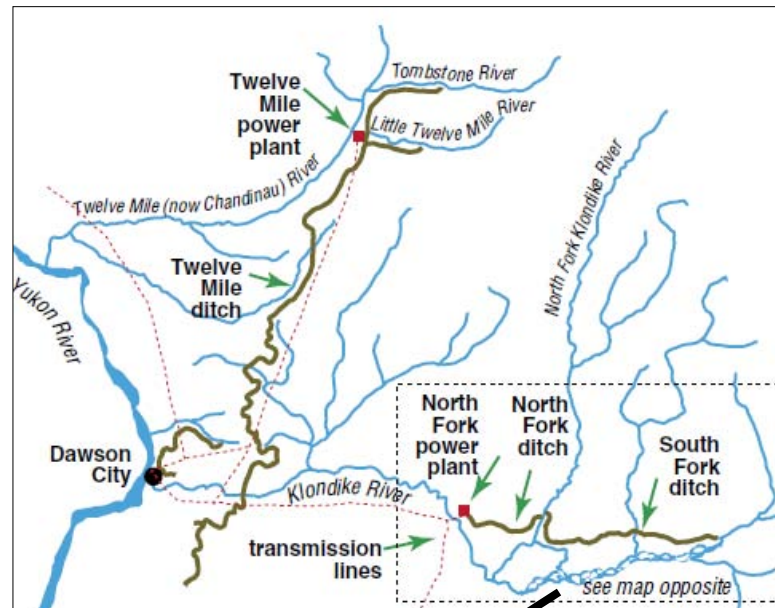 Twelve
Mile
power
plant
Tombstone River
Little Twelve Mile River
Twelve Mile (now Chandinau) River
North Fork Klondike River
Twelve
Mile
ditch
Yukon River
North
Fork
power
plant
North
Fork
ditch
South
Fork
ditch
Dawson
City
Klondike River
transmission
lines
see map opposite